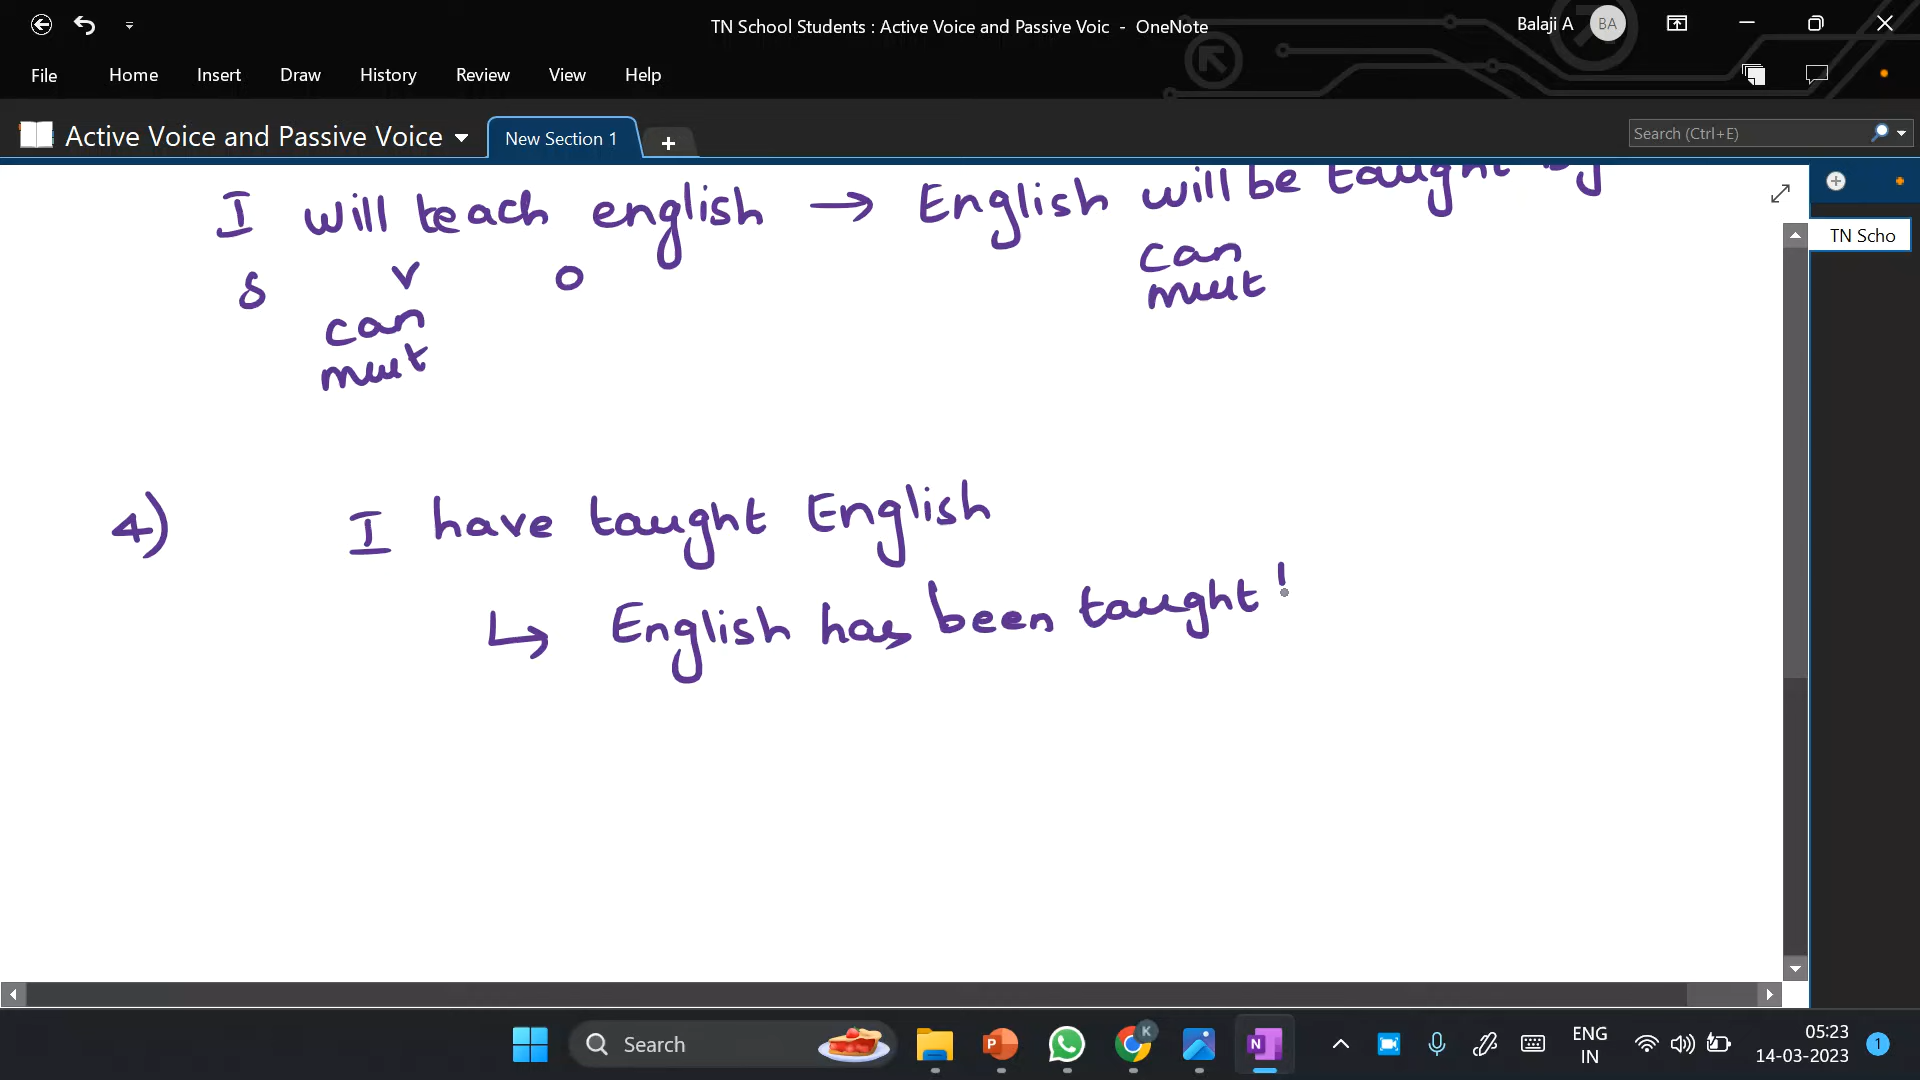 TN School Students : Active Voice and Passive Voic - OneNote
Balaji A
BA
File Home Insert Draw History Review View Help
Active Voice and Passive Voice
New Section 1
+
Search (Ctrl+E)
TN Scho
I will teach english → English will be taught by
s v o
can
must
can
must
4) I have taught English
↳ English has been taught
Search
P
K
N
ENG
IN
05:23
14-03-2023
1